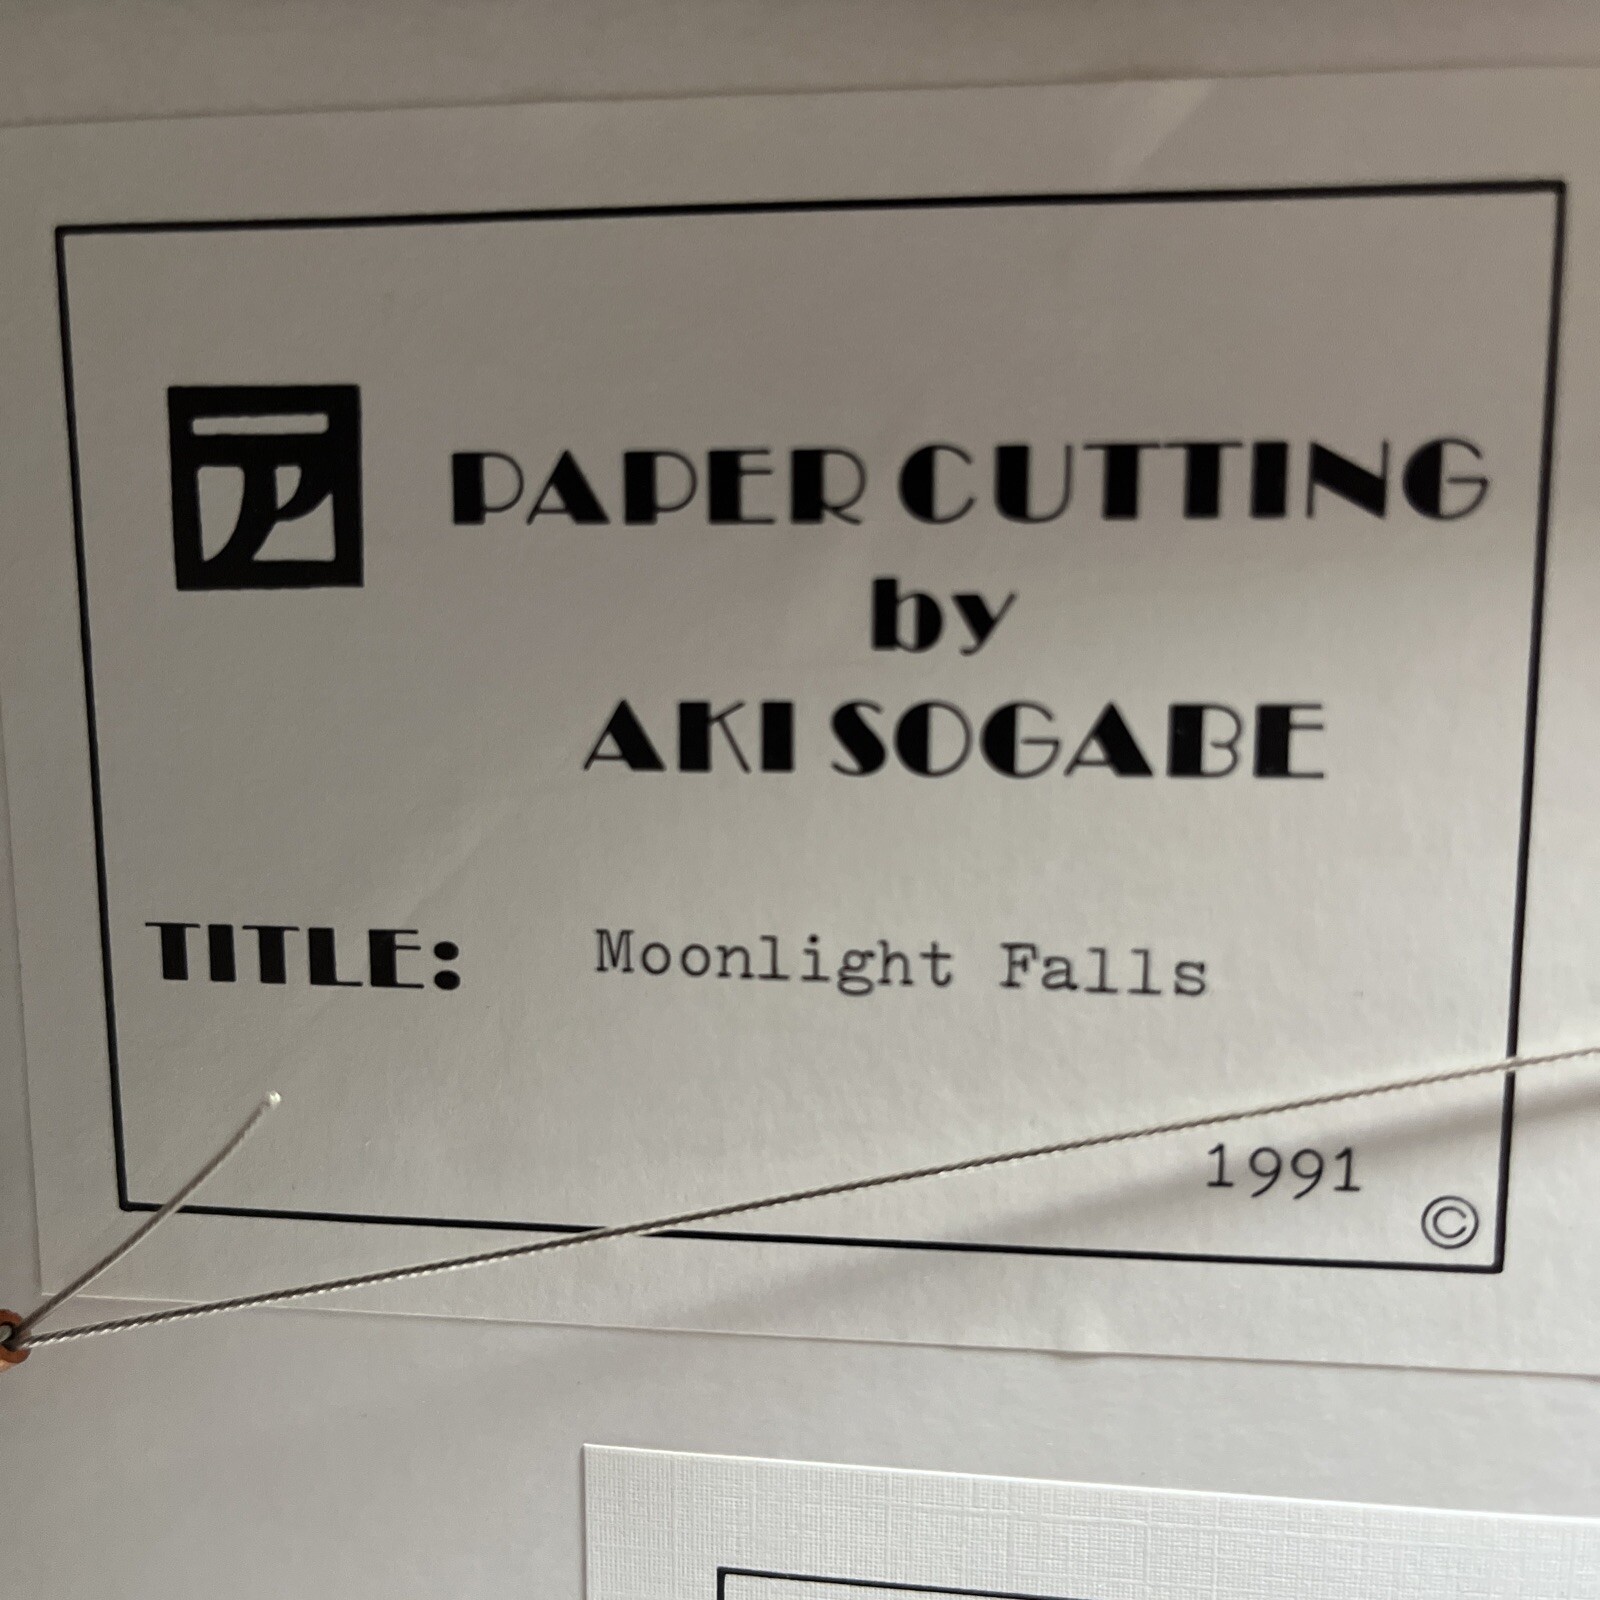 PAPER CUTTING
by
AKI SOGABE
TITLE: Moonlight Falls
1991
©